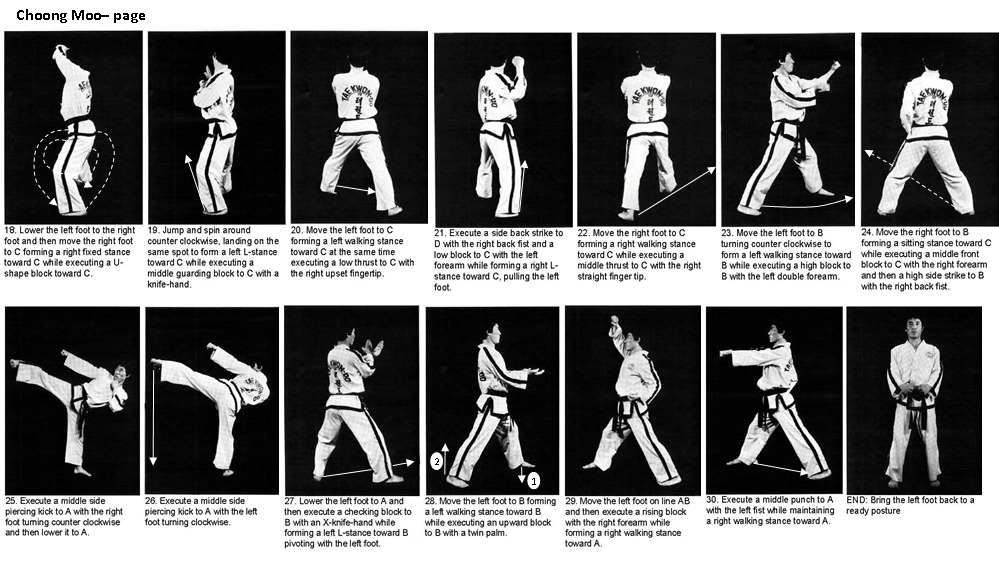 Choong Moo– page
18. Lower the left foot to the right
foot and then move the right foot
to C forming a right fixed stance
toward C while executing a U-
shape block toward C.
19. Jump and spin around
counter clockwise, landing on the
same spot to form a left L-stance
toward C while executing a
middle guarding block to C with a
knife-hand.
20. Move the left foot to C
forming a left walking stance
toward C at the same time
executing a low thrust to C with
the right upset fingertip.
21. Execute a side back strike to
D with the right back fist and a
low block to C with the left
forearm while forming a right L-
stance toward C, pulling the left
foot.
22. Move the right foot to C
forming a right walking stance
toward C while executing a
middle thrust to C with the right
straight finger tip.
23. Move the left foot to B
turning counter clockwise to
form a left walking stance toward
B while executing a high block to
B with the left double forearm.
24. Move the right foot to B
forming a sitting stance toward C
while executing a middle front
block to C with the right forearm
and then a high side strike to B
with the right back fist.
TAEKWON-DO
태권도
TAEKWON-DO
태권도
TAEKWON-DO
태권도
25. Execute a middle side
piercing kick to A with the right
foot turning counter clockwise
and then lower it to A.
26. Execute a middle side
piercing kick to A with the left
foot turning clockwise.
27. Lower the left foot to A and
then execute a checking block to
B with an X-knife-hand while
forming a left L-stance toward B
pivoting with the left foot.
2
1
28. Move the left foot to B forming
a left walking stance toward B
while executing an upward block
to B with a twin palm.
29. Move the left foot on line AB
and then execute a rising block
with the right forearm while
forming a right walking stance
toward A.
30. Execute a middle punch to A
with the left fist while maintaining
a right walking stance toward A.
END: Bring the left foot back to a
ready posture